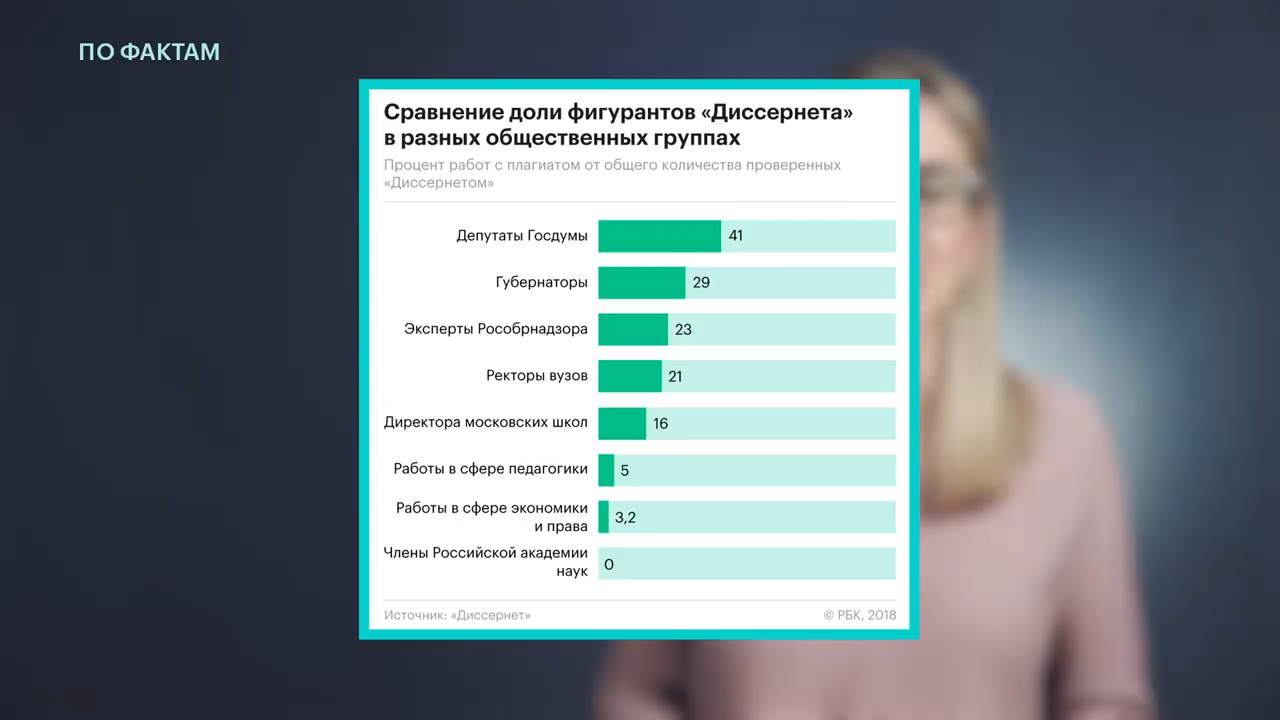 ПО ФАКТАМ
Сравнение доли фигурантов «Диссернета»
в разных общественных группах
Процент работ с плагиатом от общего количества проверенных
«Диссернетом»
Депутаты Госдумы 41
Губернаторы 29
Эксперты Рособрнадзора 23
Ректоры вузов 21
Директора московских школ 16
Работы в сфере педагогики 5
Работы в сфере экономики
и права 3,2
Члены Российской академии
наук 0
Источник: «Диссернет» © РБК, 2018